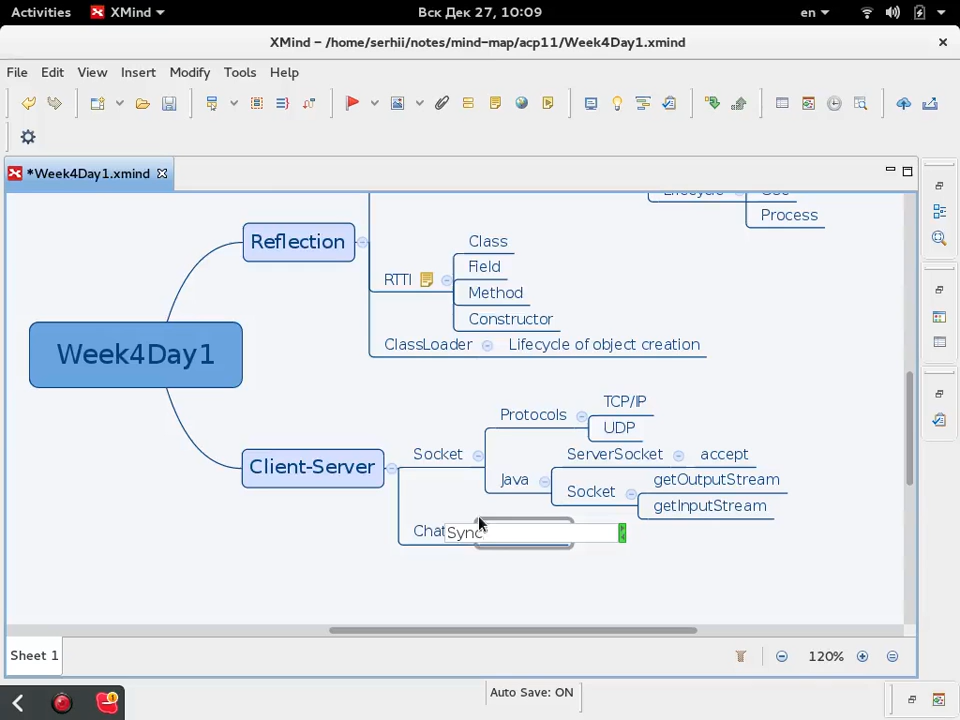 Activities XMind Вск Дек 27, 10:09 en
XMind – /home/serhii/notes/mind-map/acp11/Week4Day1.xmind
File Edit View Insert Modify Tools Help
*Week4Day1.xmind
Process
Reflection
Class
Field
RTTI
Method
Constructor
ClassLoader Lifecycle of object creation
Week4Day1
TCP/IP
Protocols
UDP
Client-Server
Socket
ServerSocket accept
Java
getOutputStream
Socket
getInputStream
Chat
Sync
Sheet 1 120%
Auto Save: ON
1